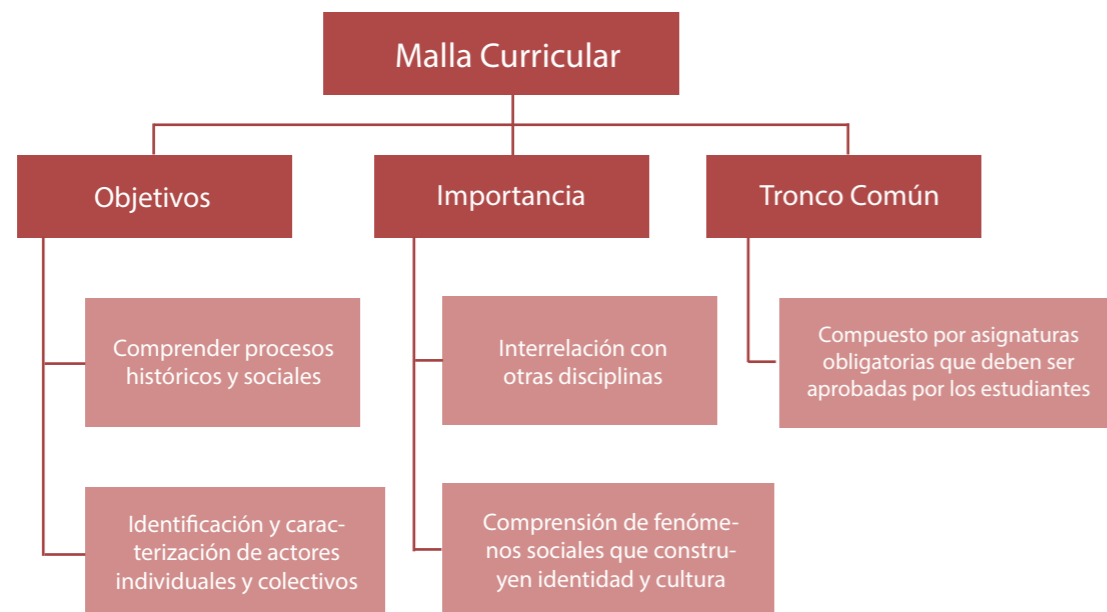 Malla Curricular
Objetivos
Importancia
Tronco Común
Comprender procesos
históricos y sociales
Interrelación con
otras disciplinas
Compuesto por asignaturas
obligatorias que deben ser
aprobadas por los estudiantes
Identificación y carac-
terización de actores
individuales y colectivos
Comprensión de fenóme-
nos sociales que constru-
yen identidad y cultura